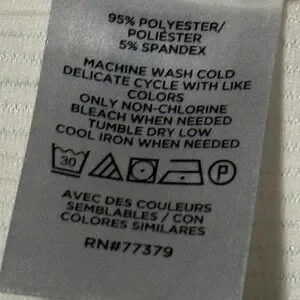 95% POLYESTER/
POLIÉSTER
5% SPANDEX
MACHINE WASH COLD
DELICATE CYCLE WITH LIKE
COLORS
ONLY NON-CHLORINE
BLEACH WHEN NEEDED
TUMBLE DRY LOW
COOL IRON WHEN NEEDED
30 P
AVEC DES COULEURS
SEMBLABLES / CON
COLORES SIMILARES
RN#77379